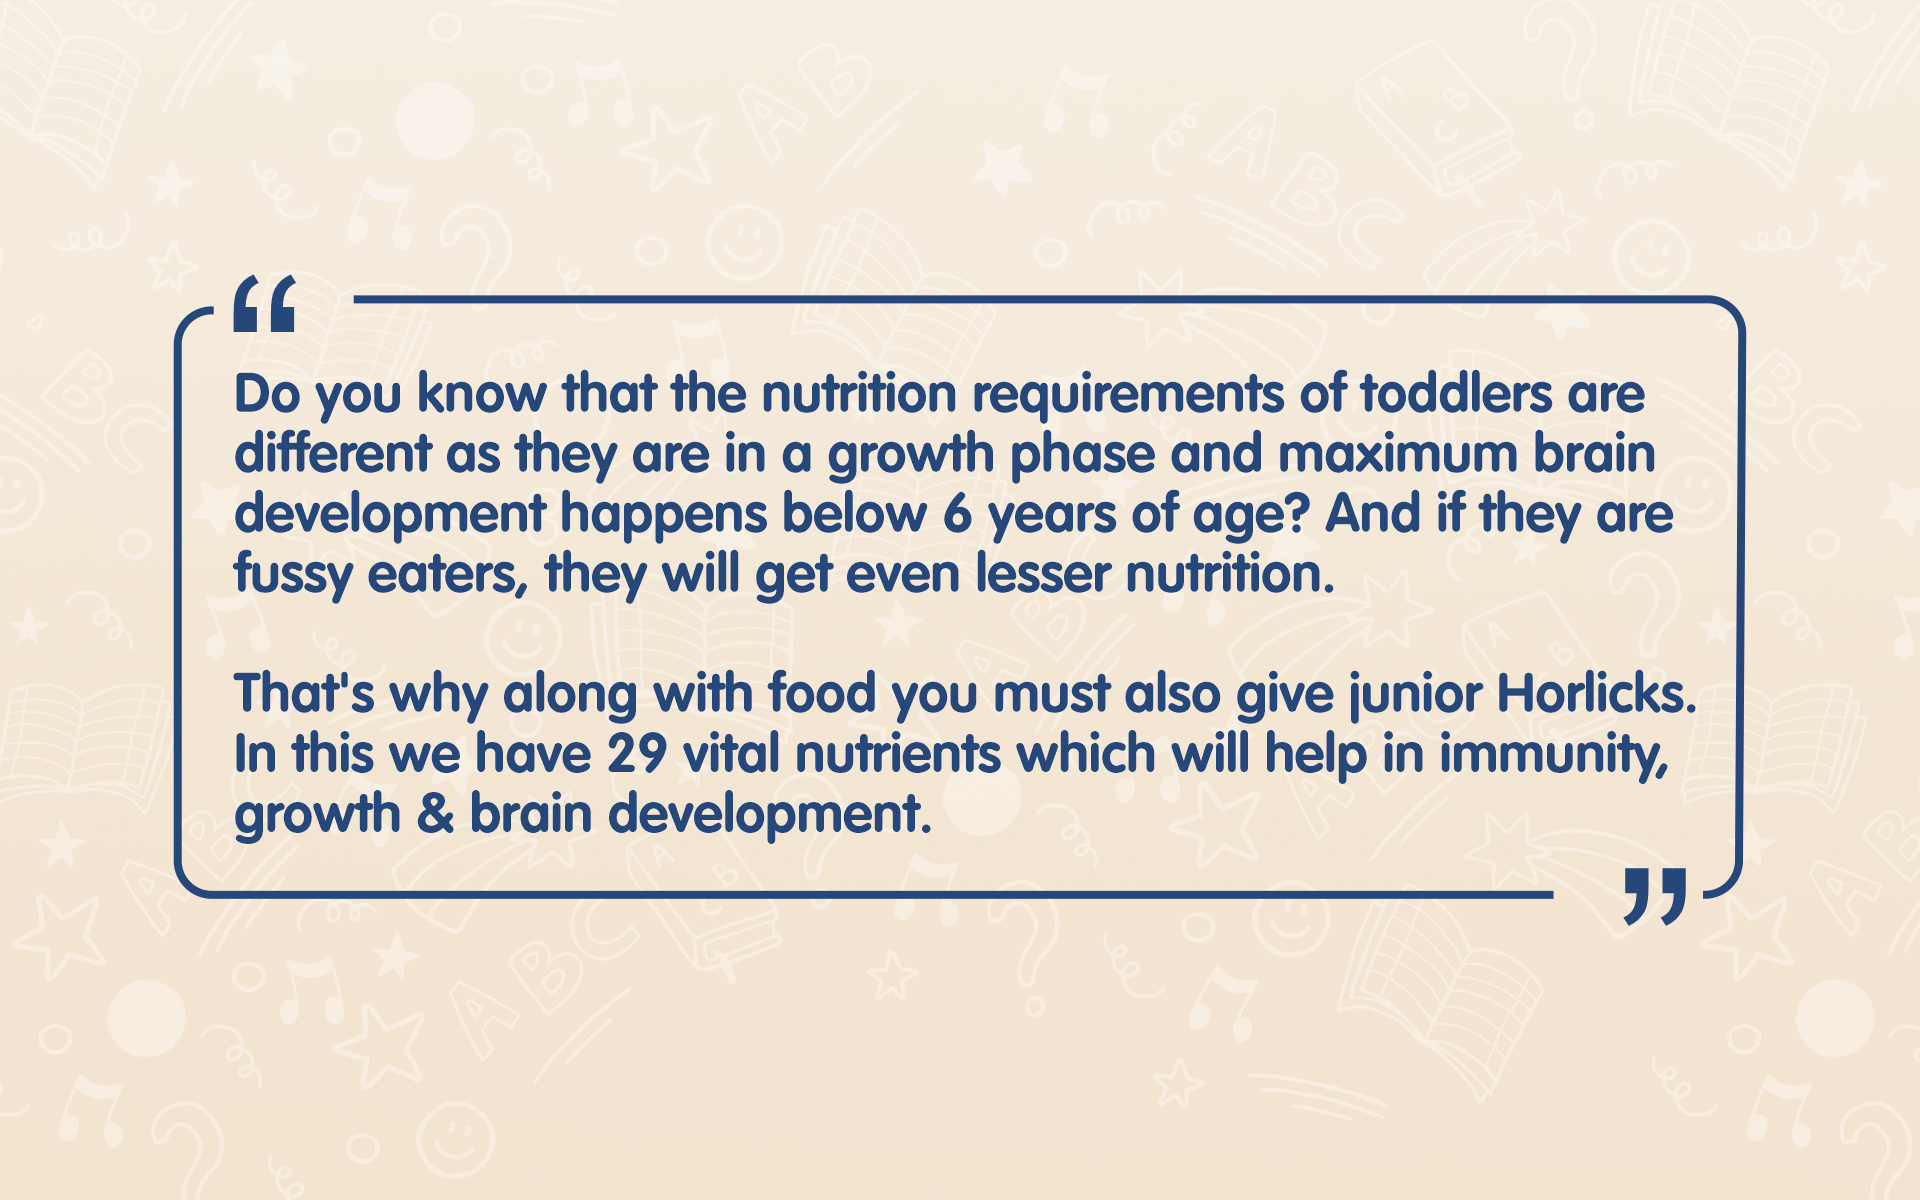 “
Do you know that the nutrition requirements of toddlers are
different as they are in a growth phase and maximum brain
development happens below 6 years of age? And if they are
fussy eaters, they will get even lesser nutrition.
That's why along with food you must also give junior Horlicks.
In this we have 29 vital nutrients which will help in immunity,
growth & brain development.
”